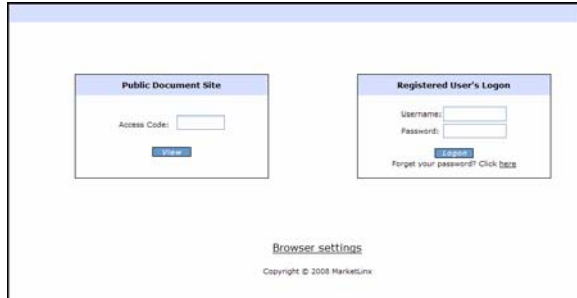 Public Document Site
Access Code:
View
Registered User's Logon
Username:
Password:
Logon
Forget your password? Click here
Browser settings
Copyright © 2008 MarketLinx